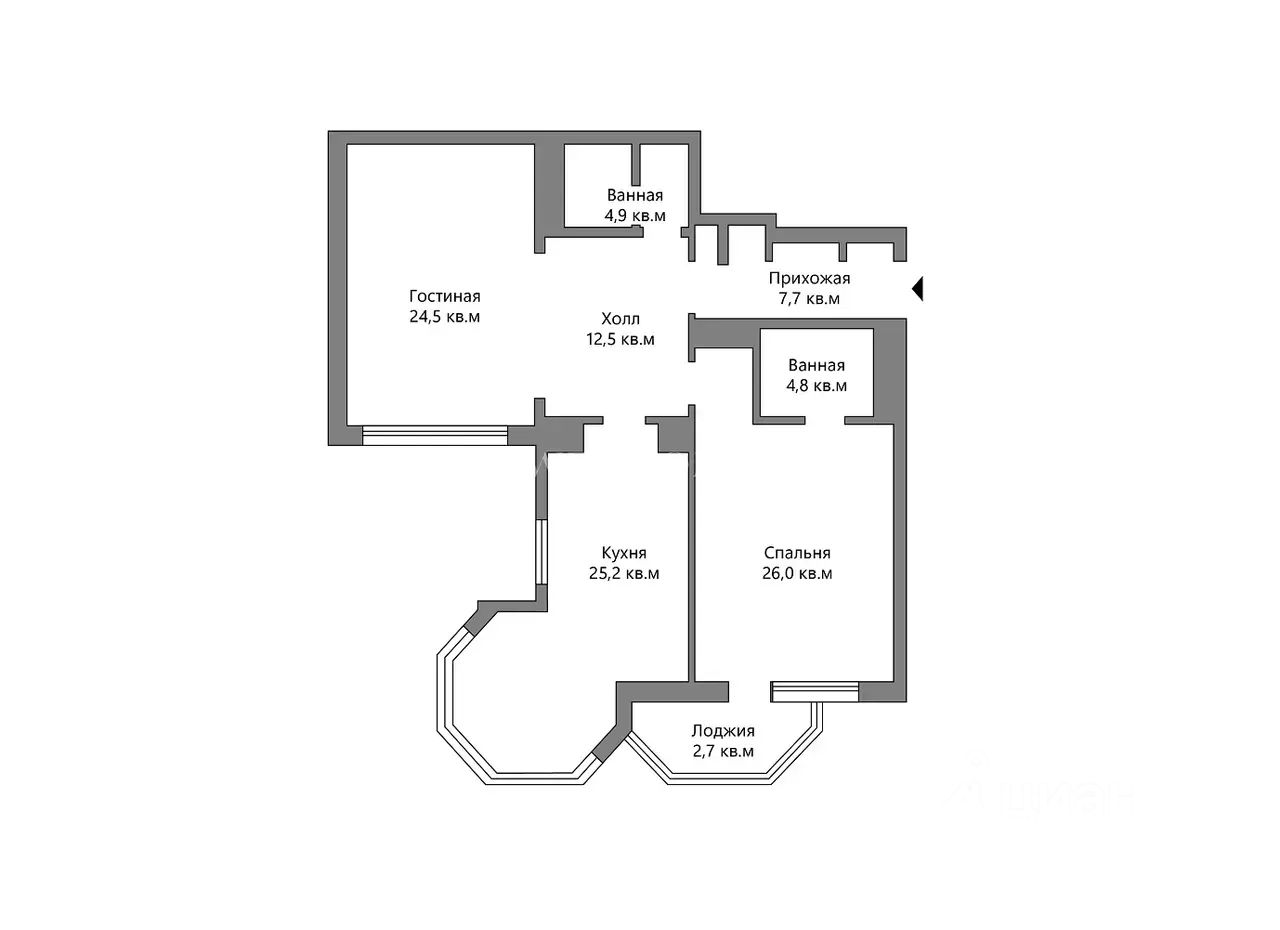 Ванная
4,9 кв.м
Прихожая
7,7 кв.м
Гостиная
24,5 кв.м
Холл
12,5 кв.м
Ванная
4,8 кв.м
Кухня
25,2 кв.м
Спальня
26,0 кв.м
Лоджия
2,7 кв.м
циан